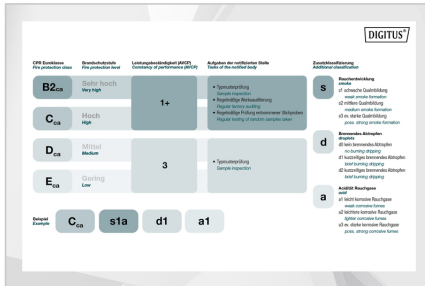 DIGITUS®
CPR Euroklasse
Fire protection class
Brandschutzstufe
Fire protection level
Leistungsbeständigkeit (AVCP)
Constancy of performance (AVCP)
Aufgaben der notifizierten Stelle
Tasks of the notified body
Zusatzklassifizierung
Additional classification
B2ca
Sehr hoch
Very high
1+
• Typmusterprüfung
Sample inspection
• Regelmäßige Werksauditierung
Regular factory auditing
• Regelmäßige Prüfung entnommener Stichproben
Regular testing of random samples taken
Cca
Hoch
High
Dca
Mittel
Medium
3
• Typmusterprüfung
Sample inspection
Eca
Gering
Low
s
Rauchentwicklung
smoke
s1 schwache Qualmbildung
weak smoke formation
s2 mittlere Qualmbildung
medium smoke formation
s3 ev. starke Qualmbildung
poss. strong smoke formation
d
Brennendes Abtropfen
droplets
d0 kein brennendes Abtropfen
no burning dripping
d1 kurzzeitiges brennendes Abtropfen
brief burning dripping
d2 kurzzeitiges brennendes Abtropfen
brief burning dripping
a
Acidität Rauchgase
acid
a1 leicht korrosive Rauchgase
weak corrosive fumes
a2 leichtere korrosive Rauchgase
lighter corrosive fumes
a3 ev. starke korrosive Rauchgase
poss. strong corrosive fumes
Beispiel
Example
Cca
s1a
d1
a1